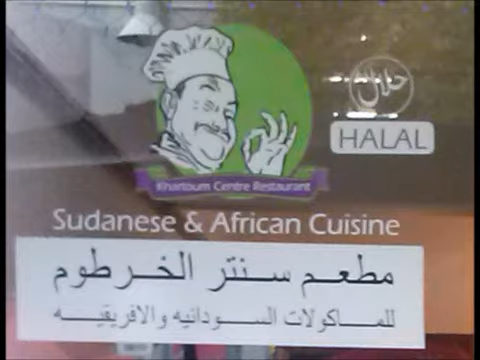 حلال
HALAL
Khartoum Centre Restaurant
Sudanese & African Cuisine
مطعم سنتر الخرطوم
للماكولات السودانيه والافريقيه